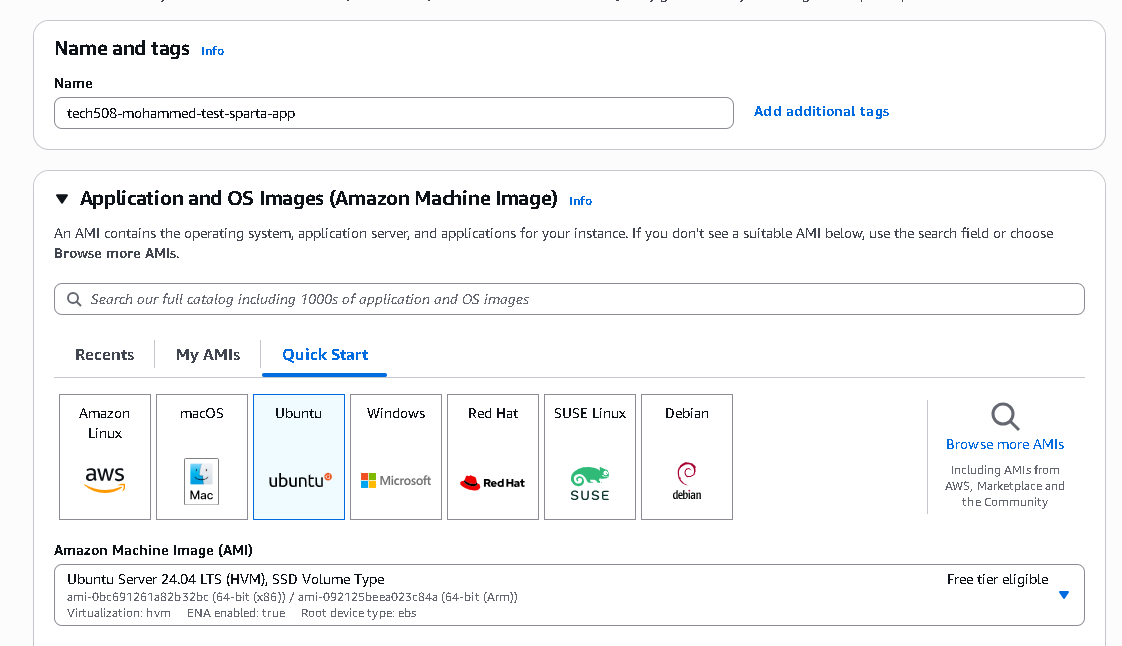 Name and tags Info
Name
tech508-mohammed-test-sparta-app
Add additional tags
Application and OS Images (Amazon Machine Image) Info
An AMI contains the operating system, application server, and applications for your instance. If you don't see a suitable AMI below, use the search field or choose
Browse more AMIs.
Search our full catalog including 1000s of application and OS images
Recents
My AMIs
Quick Start
Amazon
Linux
aws
macOS
Mac
Ubuntu
ubuntu
Windows
Microsoft
Red Hat
Red Hat
SUSE Linux
SUSE
Debian
debian
Browse more AMIs
Including AMIs from
AWS, Marketplace and
the Community
Amazon Machine Image (AMI)
Ubuntu Server 24.04 LTS (HVM), SSD Volume Type
Free tier eligible
ami-0bc691261a82b32bc (64-bit (x86)) / ami-092125beea023c84a (64-bit (Arm))
Virtualization: hvm ENA enabled: true Root device type: ebs